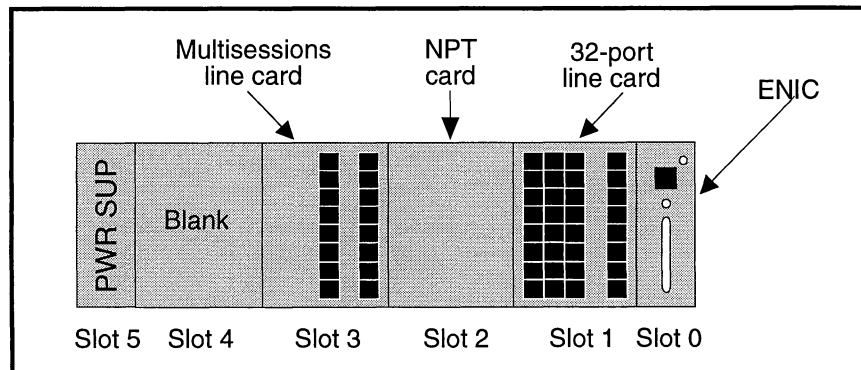 Multisessions
line card
NPT
card
32-port
line card
ENIC
PWR SUP
Blank
Slot 5
Slot 4
Slot 3
Slot 2
Slot 1
Slot 0